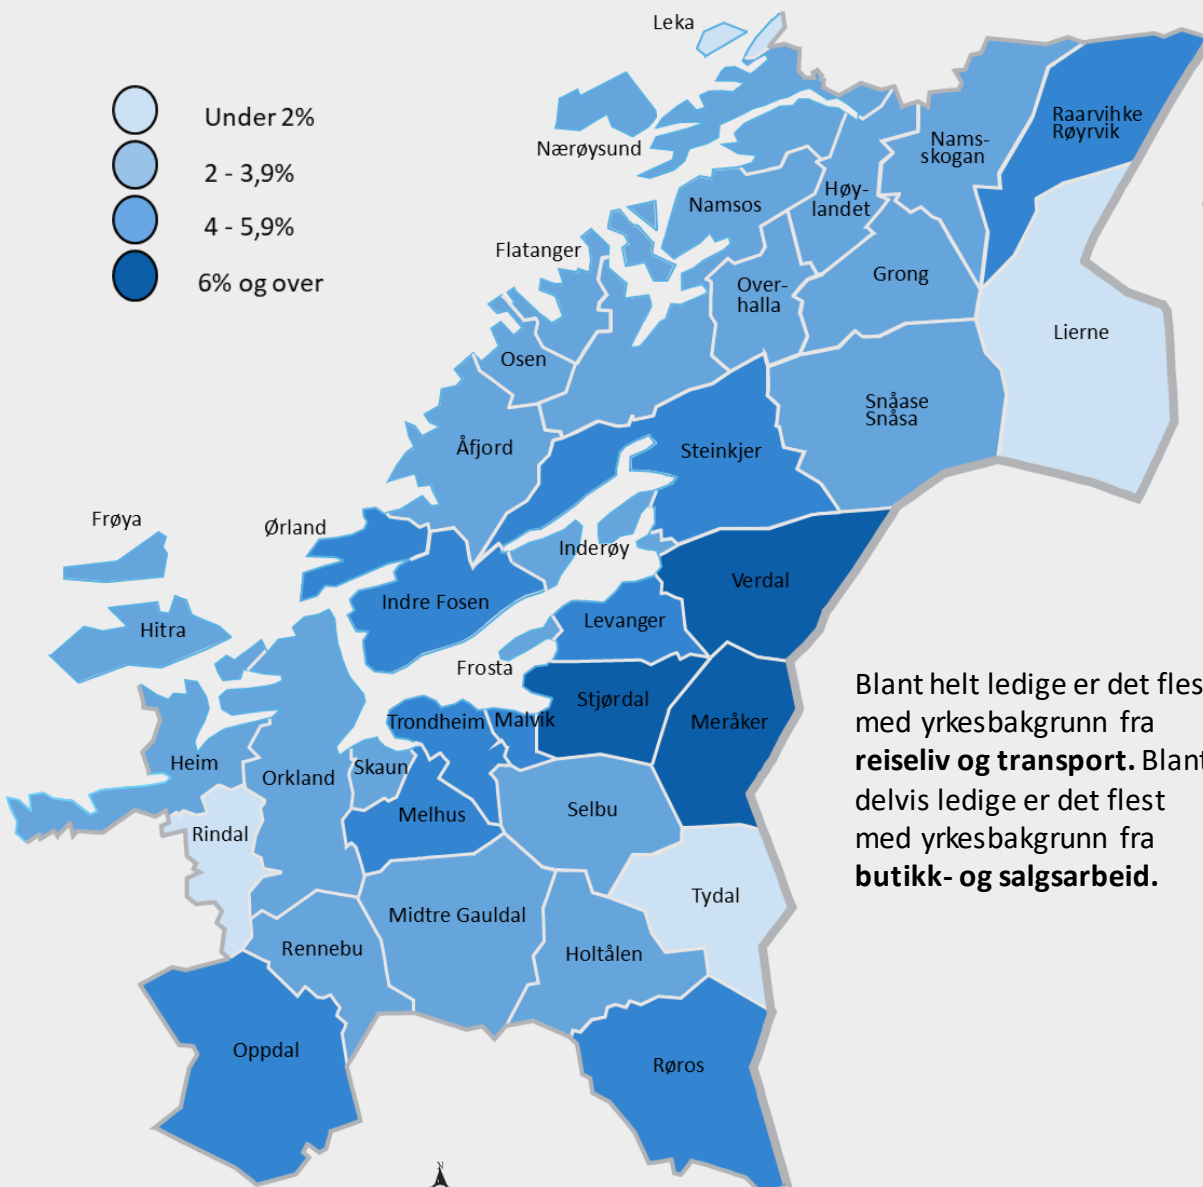 Leka
Under 2%
2 - 3,9%
4 - 5,9%
6% og over
Raarvihke
Røyrvik
Nams-
skogan
Nærøysund
Namsos
Høy-
landet
Flatanger
Grong
Over-
halla
Lierne
Osen
Snåase
Snåsa
Åfjord
Steinkjer
Frøya
Ørland
Inderøy
Verdal
Indre Fosen
Levanger
Hitra
Frosta
Stjørdal
Meråker
Trondheim
Malvik
Heim
Orkland
Skaun
Melhus
Selbu
Rindal
Tydal
Midtre Gauldal
Rennebu
Holtålen
Oppdal
Røros
N
Blant helt ledige er det fles
med yrkesbakgrunn fra
reiseliv og transport. Blant
delvis ledige er det flest
med yrkesbakgrunn fra
butikk- og salgsarbeid.